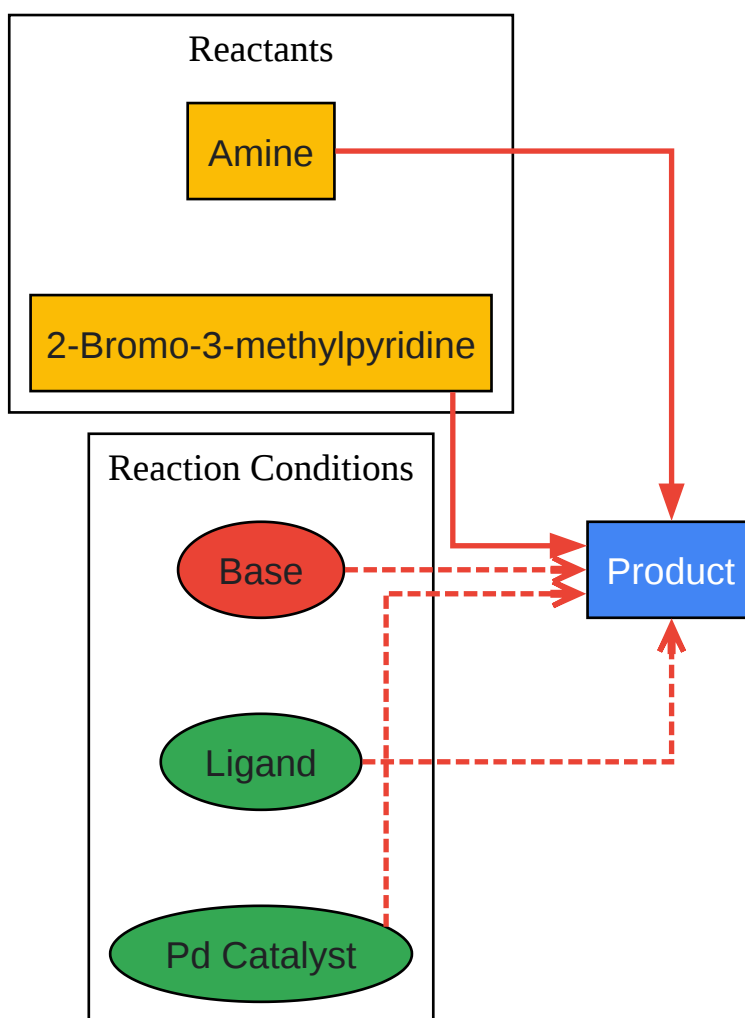 Reactants
Amine
2-Bromo-3-methylpyridine
Reaction Conditions
Base
Product
Ligand
Pd Catalyst